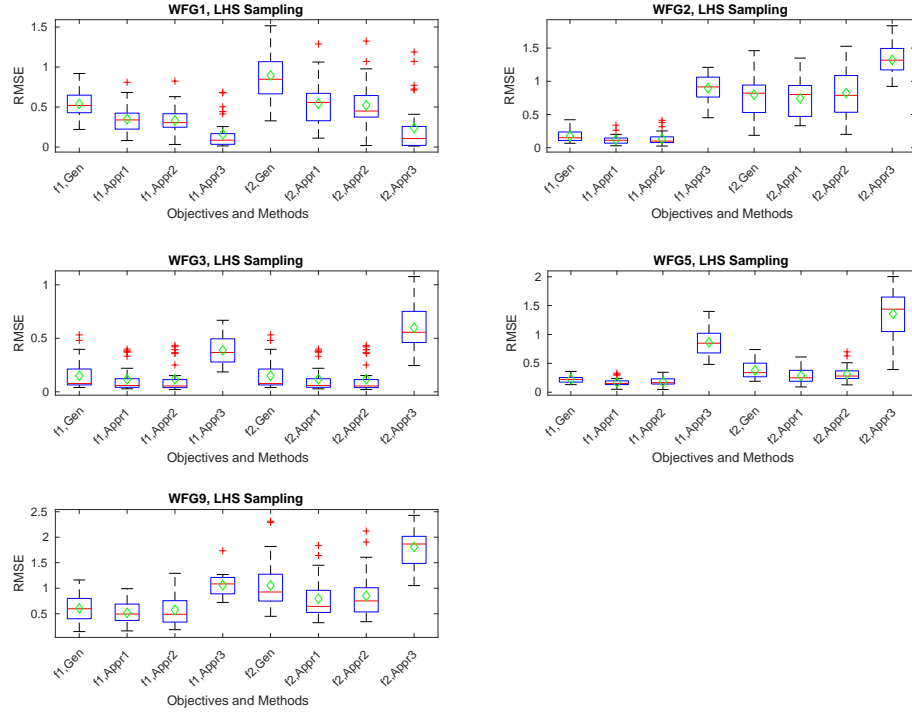 WFG1, LHS Sampling
RMSE
1.5
1
0.5
0
f1,Gen
f1,Appr1
f1,Appr2
f1,Appr3
f2,Gen
f2,Appr1
f2,Appr2
f2,Appr3
Objectives and Methods
WFG2, LHS Sampling
RMSE
1.5
1
0.5
0
f1,Gen
f1,Appr1
f1,Appr2
f1,Appr3
f2,Gen
f2,Appr1
f2,Appr2
f2,Appr3
Objectives and Methods
WFG3, LHS Sampling
RMSE
1
0.5
0
f1,Gen
f1,Appr1
f1,Appr2
f1,Appr3
f2,Gen
f2,Appr1
f2,Appr2
f2,Appr3
Objectives and Methods
WFG5, LHS Sampling
RMSE
2
1.5
1
0.5
0
f1,Gen
f1,Appr1
f1,Appr2
f1,Appr3
f2,Gen
f2,Appr1
f2,Appr2
f2,Appr3
Objectives and Methods
WFG9, LHS Sampling
RMSE
2.5
2
1.5
1
0.5
f1,Gen
f1,Appr1
f1,Appr2
f1,Appr3
f2,Gen
f2,Appr1
f2,Appr2
f2,Appr3
Objectives and Methods